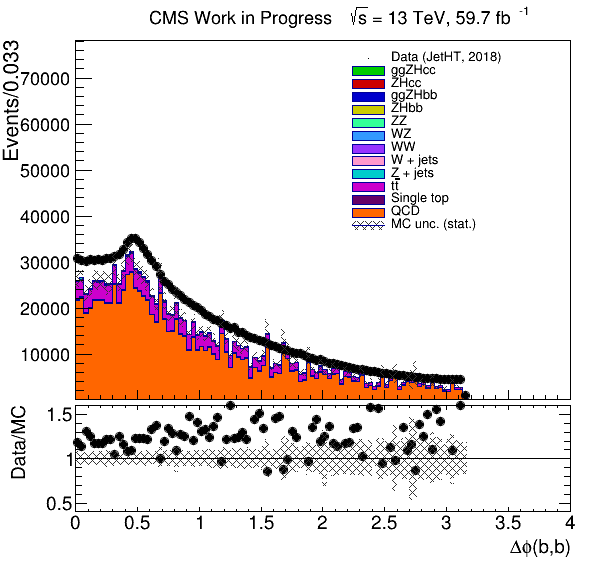 CMS Work in Progress √s = 13 TeV, 59.7 fb⁻¹
Events/0.033
70000
60000
50000
40000
30000
20000
10000
Data (JetHT, 2018)
ggZHcc
ZHcc
ggZHbb
ZHbb
ZZ
WZ
WW
W + jets
Z + jets
tt̅
Single top
QCD
MC unc. (stat.)
Data/MC
1.5
1
0.5
0 0.5 1 1.5 2 2.5 3 3.5 4
Δϕ(b,b)